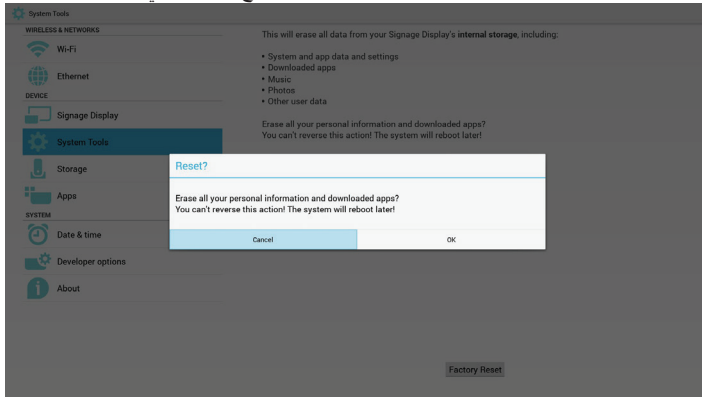 System Tools
WIRELESS & NETWORKS
Wi-Fi
Ethernet
DEVICE
Signage Display
System Tools
Storage
Apps
SYSTEM
Date & time
Developer options
About
This will erase all data from your Signage Display's internal storage, including:
• System and app data and settings
• Downloaded apps
• Music
• Photos
• Other user data
Erase all your personal information and downloaded apps?
You can't reverse this action! The system will reboot later!
Reset?
Erase all your personal information and downloaded apps?
You can't reverse this action! The system will reboot later!
Cancel
OK
Factory Reset